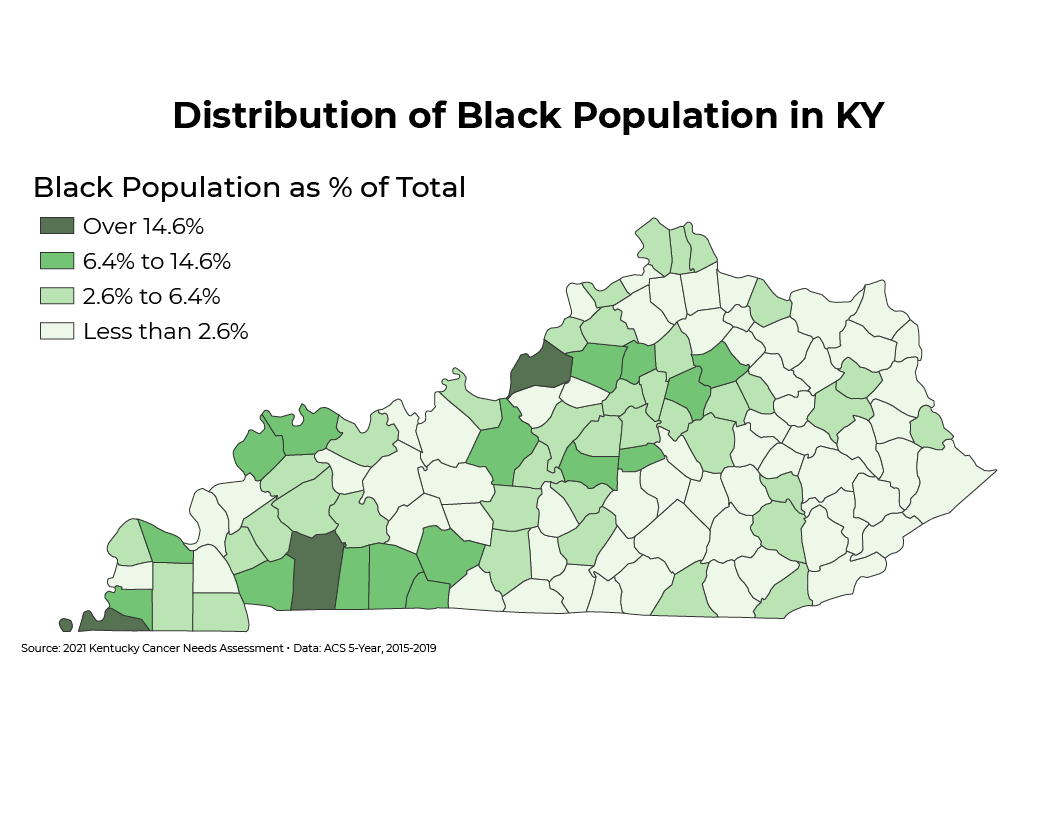 Distribution of Black Population in KY
Black Population as % of Total
Over 14.6%
6.4% to 14.6%
2.6% to 6.4%
Less than 2.6%
Source: 2021 Kentucky Cancer Needs Assessment • Data: ACS 5-Year, 2015-2019